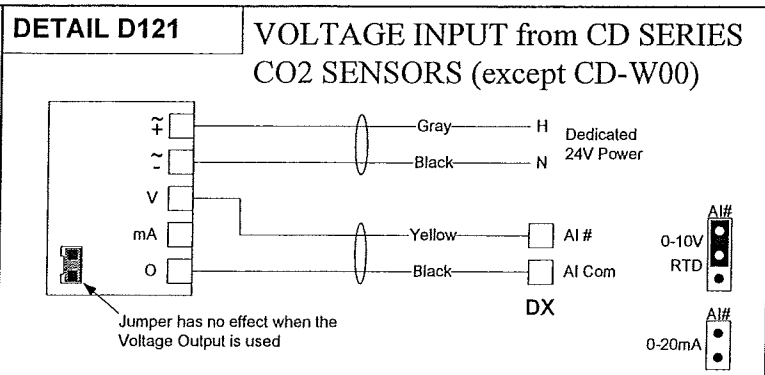 DETAIL D121
VOLTAGE INPUT from CD SERIES
CO2 SENSORS (except CD-W00)
~
+
Gray
H
Dedicated
24V Power
~
-
Black
N
V
mA
Yellow
AI #
O
Black
AI Com
DX
Jumper has no effect when the
Voltage Output is used
AI#
0-10V
RTD
AI#
0-20mA